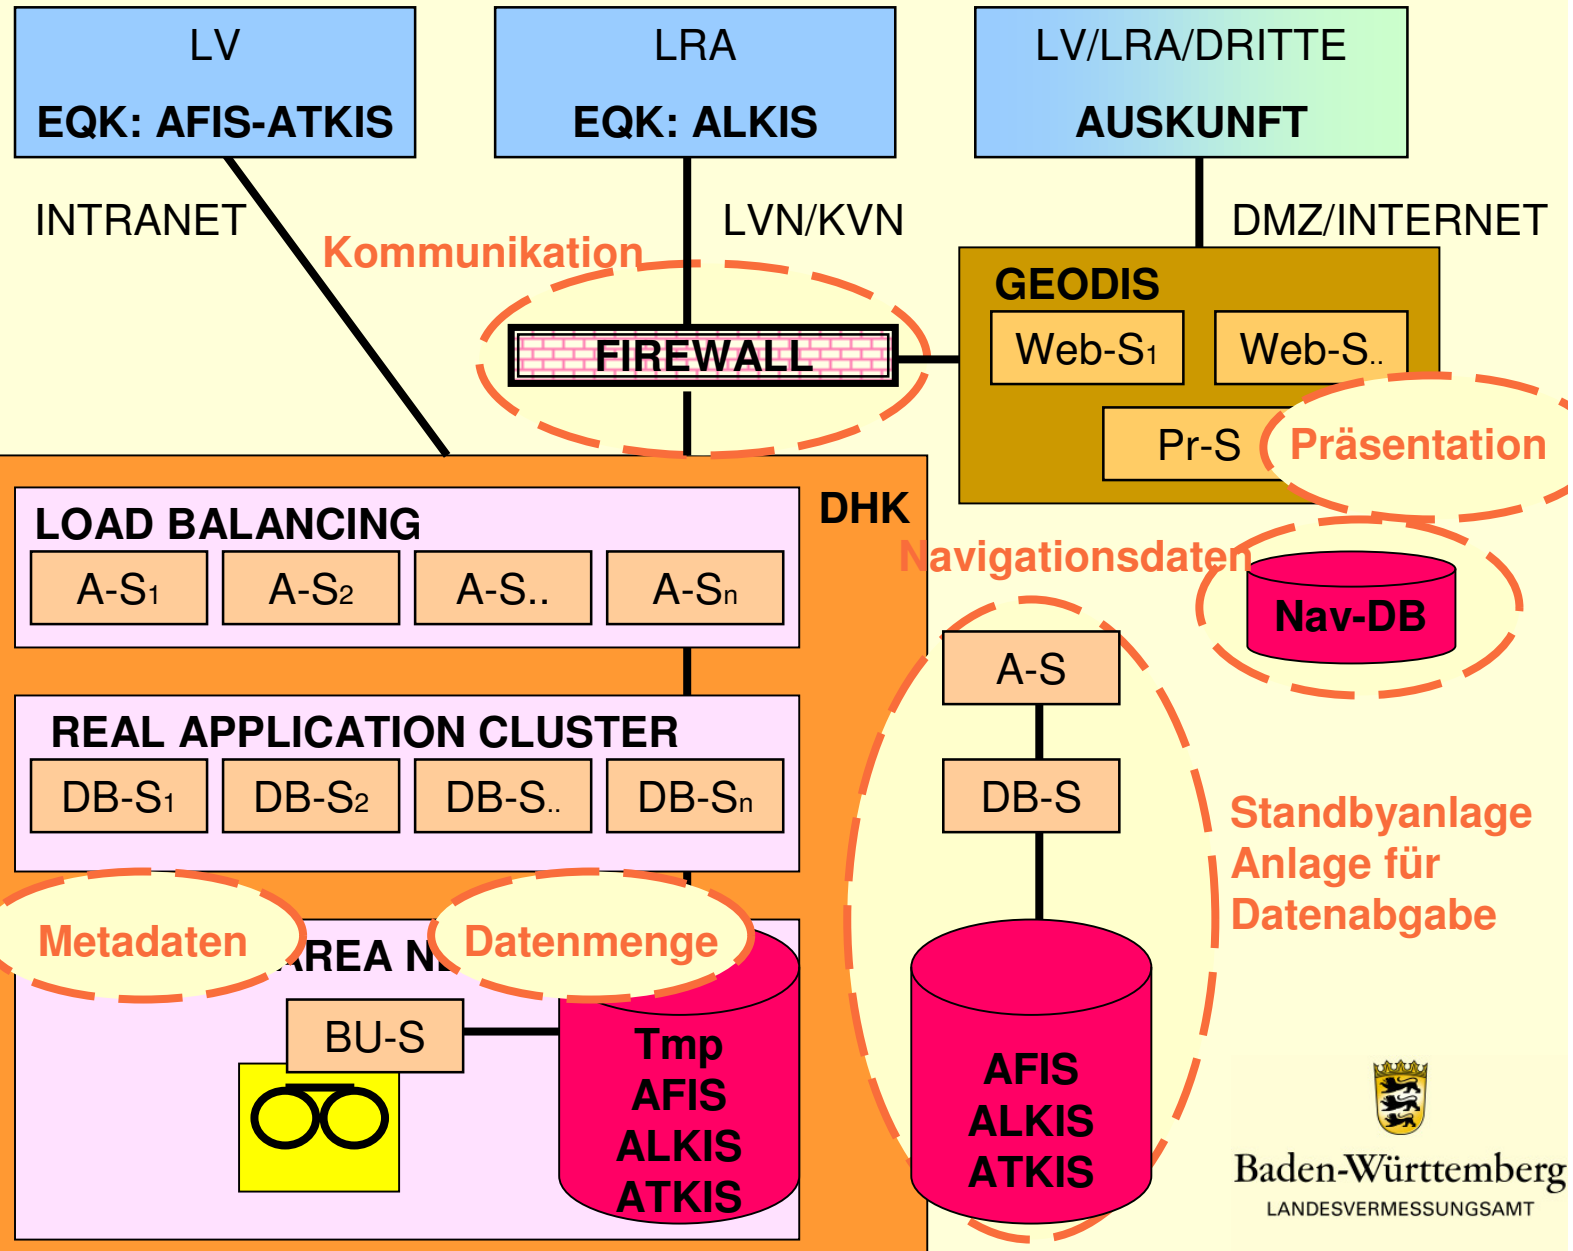 LV
EQK: AFIS-ATKIS
LRA
EQK: ALKIS
LV/LRA/DRITTE
AUSKUNFT
INTRANET
LVN/KVN
DMZ/INTERNET
Kommunikation
FIREWALL
GEODIS
Web-S1
Web-S..
Pr-S
Präsentation
DHK
LOAD BALANCING
A-S1
A-S2
A-S..
A-Sn
Navigationsdaten
Nav-DB
REAL APPLICATION CLUSTER
DB-S1
DB-S2
DB-S..
DB-Sn
A-S
DB-S
Standbyanlage
Anlage für
Datenabgabe
Metadaten
AREA
Datenmenge
BU-S
Tmp
AFIS
ALKIS
ATKIS
AFIS
ALKIS
ATKIS
Baden-Württemberg
LANDESVERMESSUNGSAMT